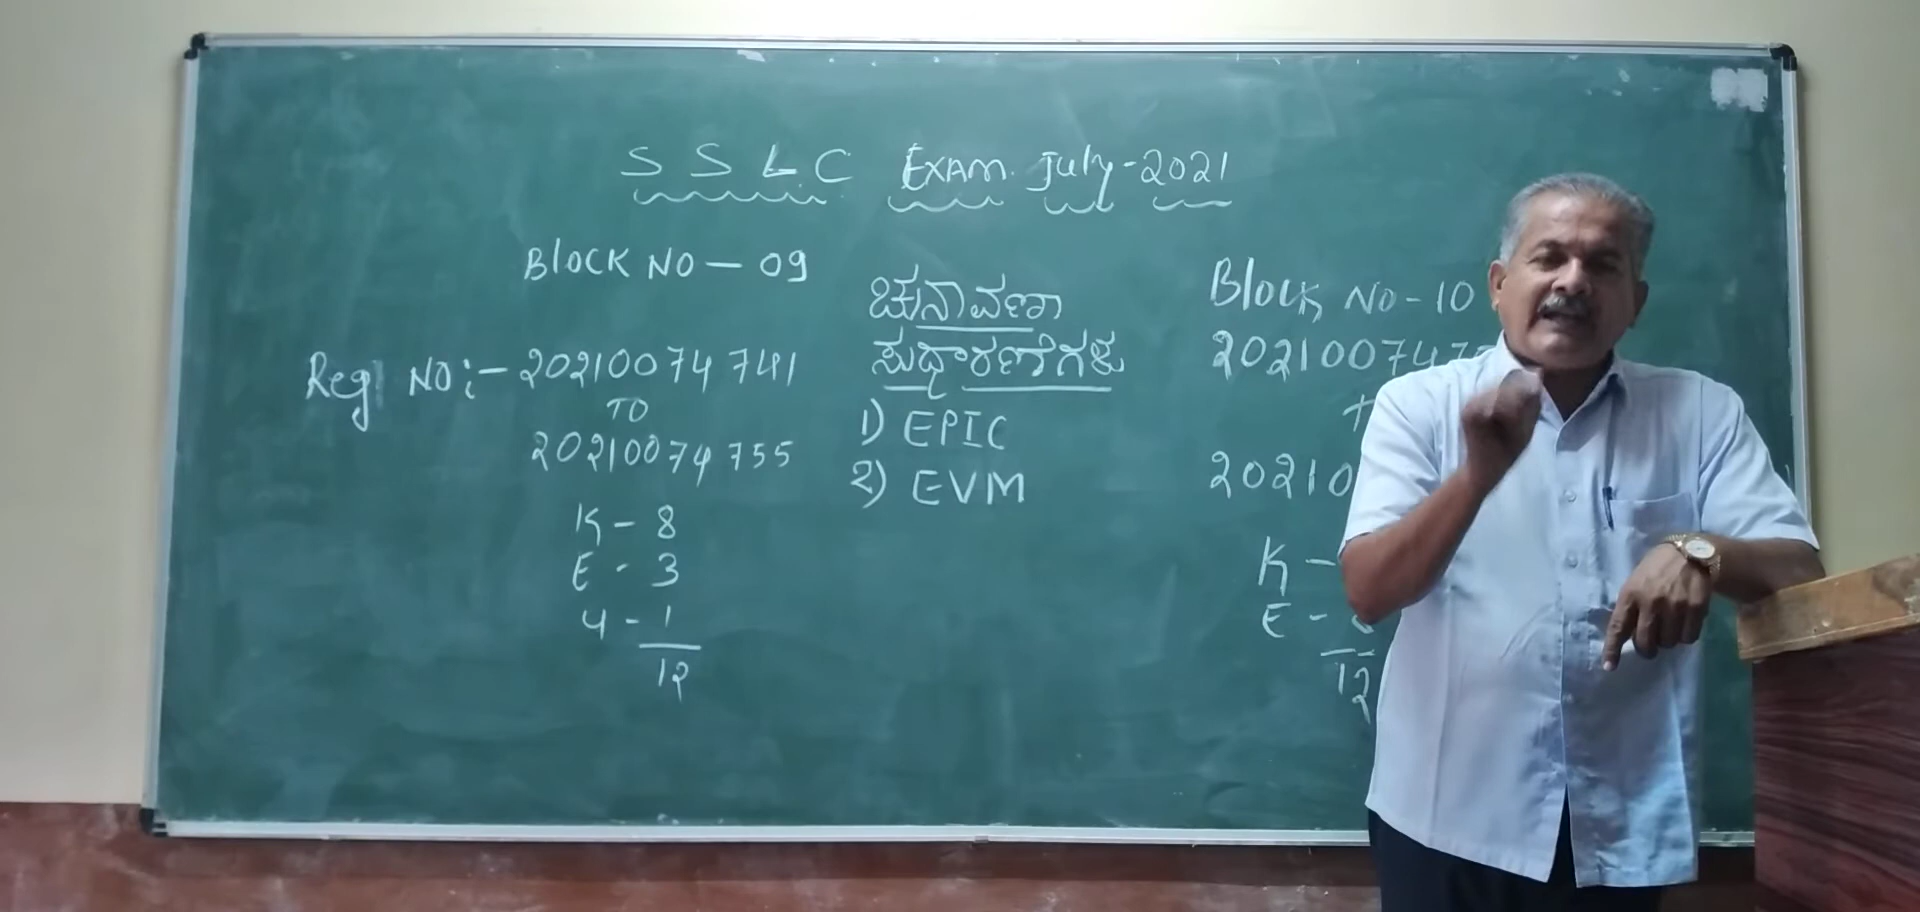 S S L C Exam. July-2021
Block No - 09
Reg NO:- 20210074741
TO
20210074755
K - 8
E - 3
U - 1
12
ಚುನಾವಣಾ
ಸುಧಾರಣೆಗಳು
1) EPIC
2) EVM
Block No - 10
K -
E -
12